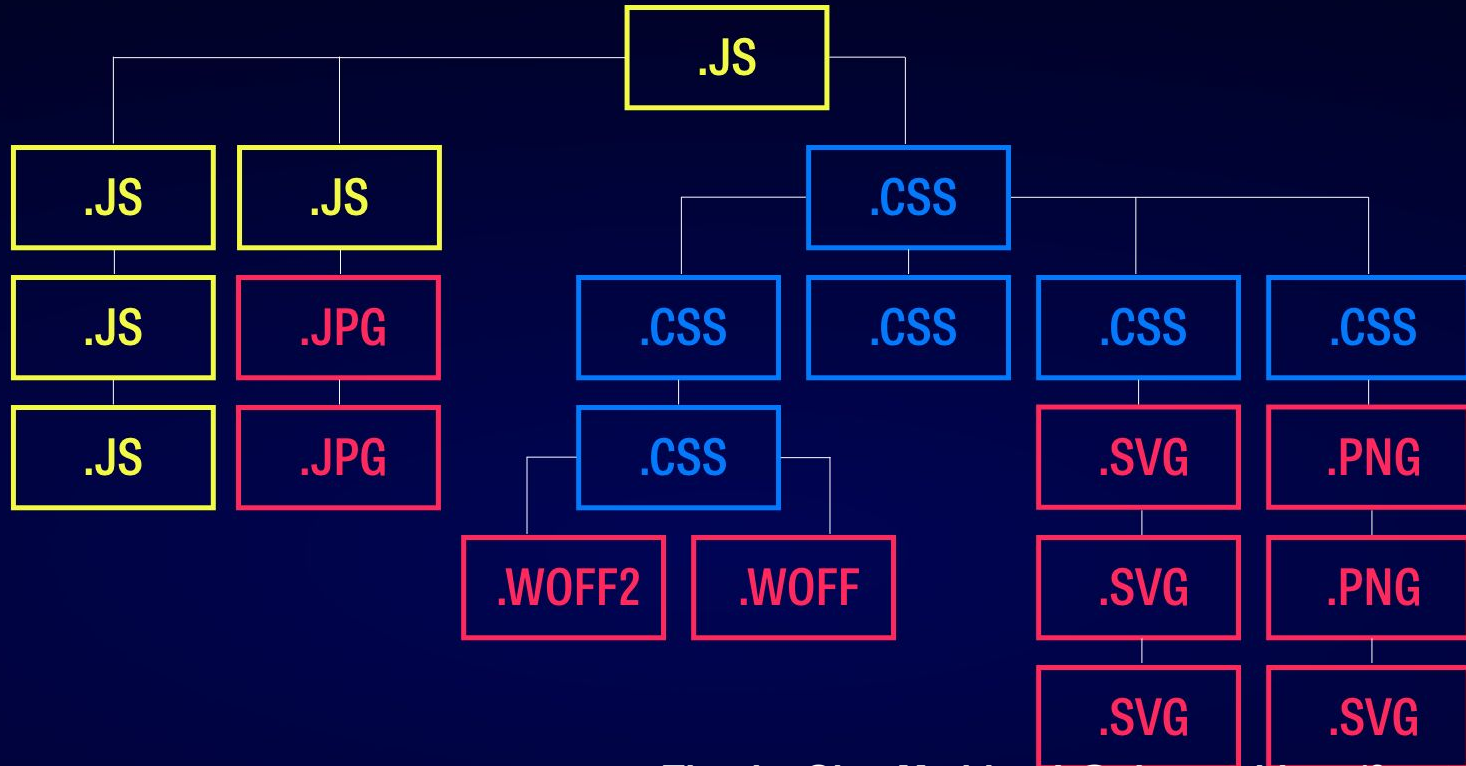 .JS
.JS .JS .CSS
.JS .JPG .CSS .CSS .CSS .CSS
.JS .JPG .CSS .SVG .PNG
.WOFF2 .WOFF .SVG .PNG
.SVG .SVG